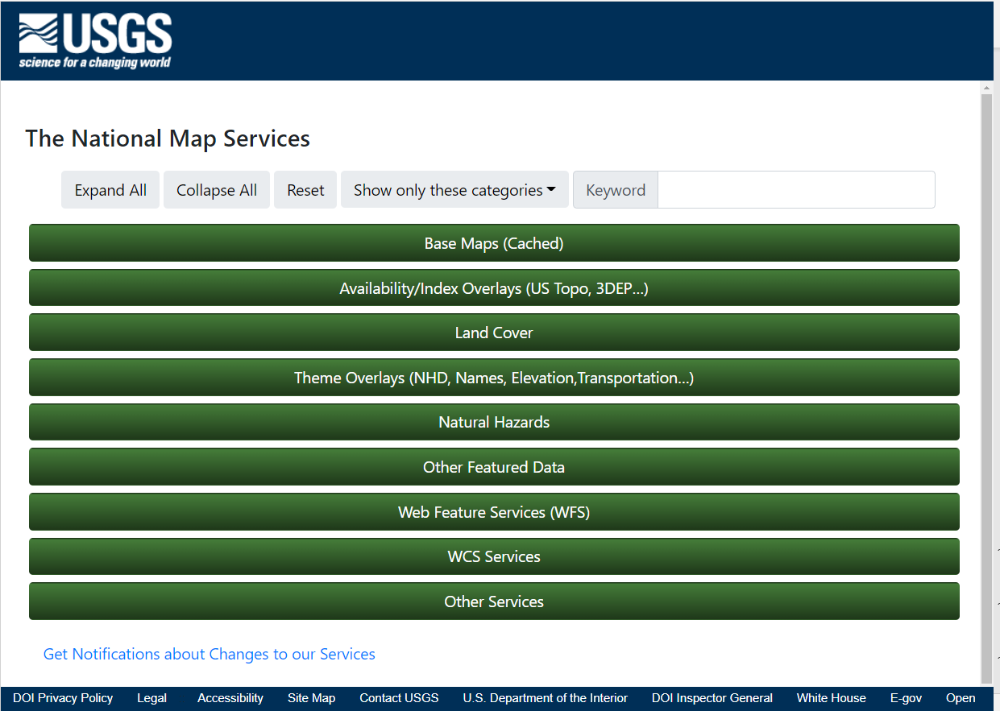 USGS
science for a changing world
The National Map Services
Expand All Collapse All Reset Show only these categories Keyword
Base Maps (Cached)
Availability/Index Overlays (US Topo, 3DEP...)
Land Cover
Theme Overlays (NHD, Names, Elevation,Transportation...)
Natural Hazards
Other Featured Data
Web Feature Services (WFS)
WCS Services
Other Services
Get Notifications about Changes to our Services
DOI Privacy Policy Legal Accessibility Site Map Contact USGS U.S. Department of the Interior DOI Inspector General White House E-gov Open